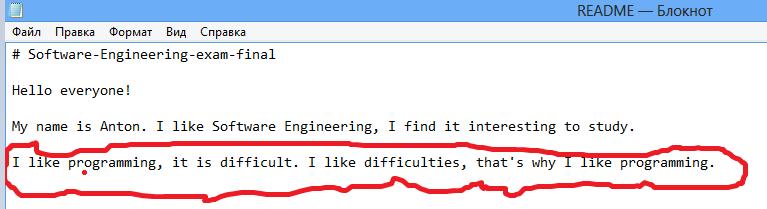 README — Блокнот
Файл Правка Формат Вид Справка
# Software-Engineering-exam-final
Hello everyone!
My name is Anton. I like Software Engineering, I find it interesting to study.
I like programming, it is difficult. I like difficulties, that's why I like programming.